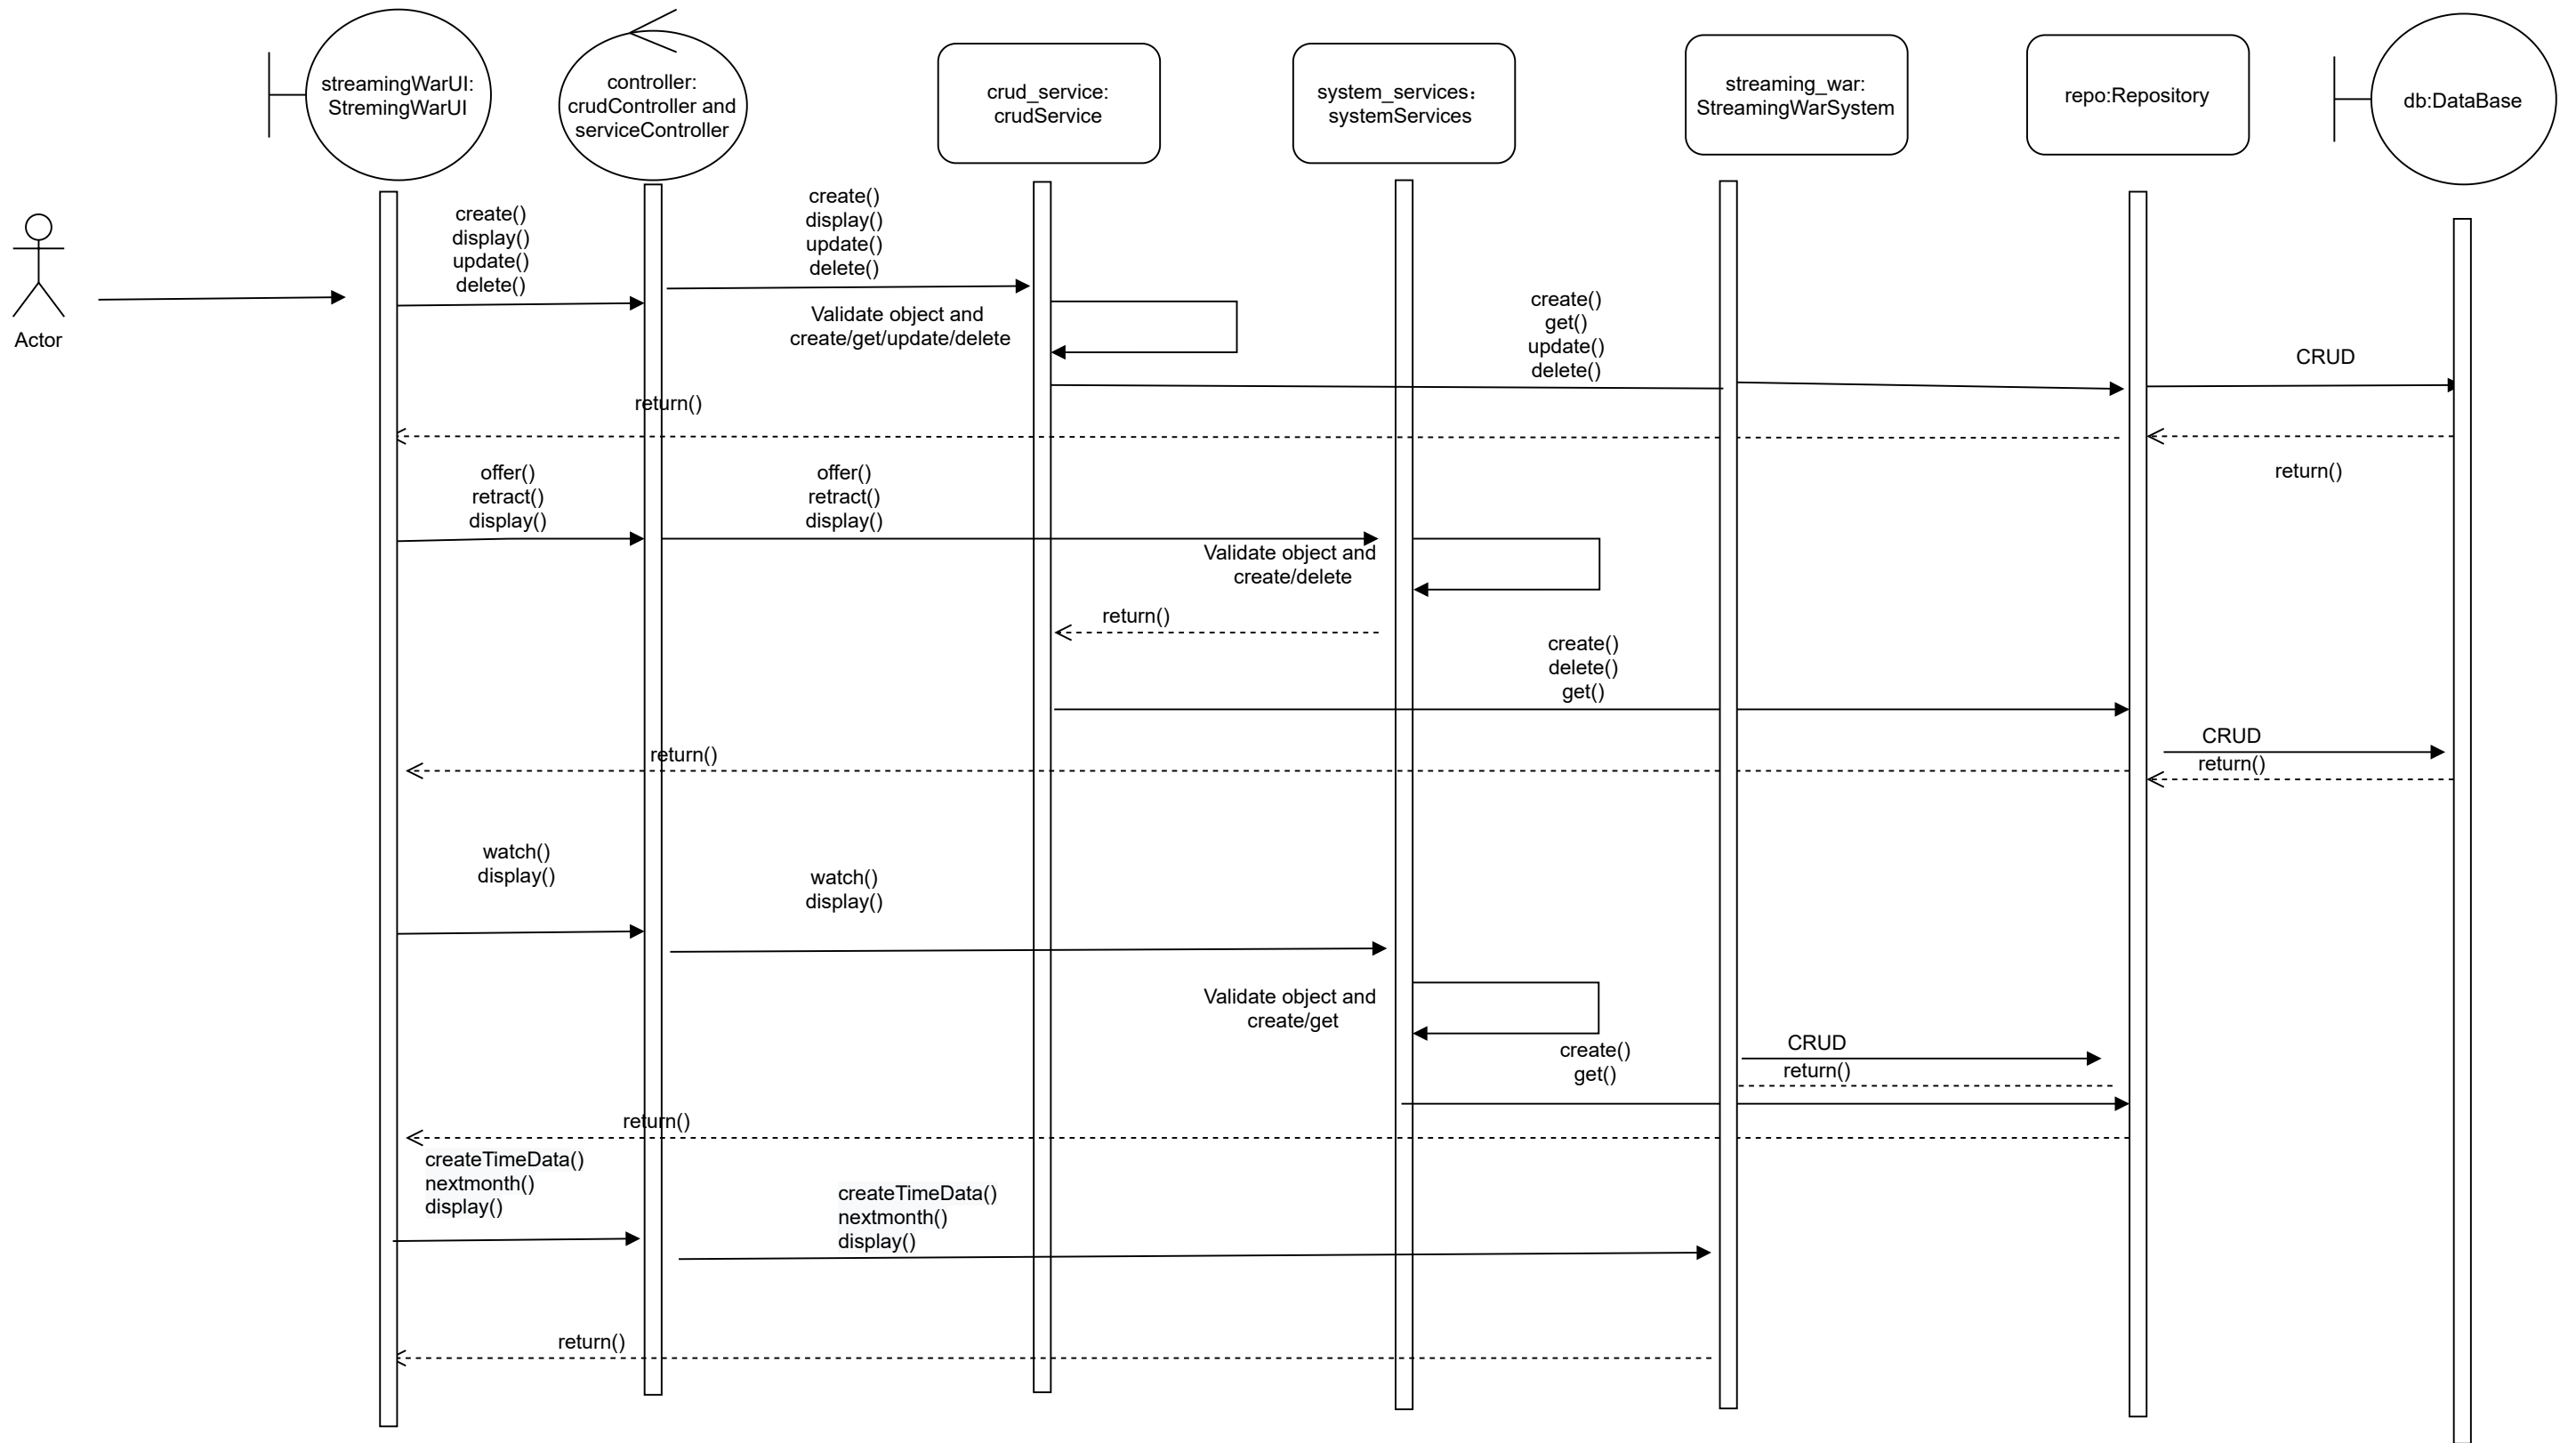 streamingWarUI:
StremingWarUI
controller:
crudController and
serviceController
crud_service:
crudService
system_services：
systemServices
streaming_war:
StreamingWarSystem
repo:Repository
db:DataBase
Actor
create()
display()
update()
delete()
create()
display()
update()
delete()
Validate object and
create/get/update/delete
create()
get()
update()
delete()
CRUD
return()
return()
offer()
retract()
display()
offer()
retract()
display()
Validate object and
create/delete
return()
create()
delete()
get()
CRUD
return()
return()
watch()
display()
watch()
display()
Validate object and
create/get
create()
get()
CRUD
return()
return()
createTimeData()
nextmonth()
display()
createTimeData()
nextmonth()
display()
return()